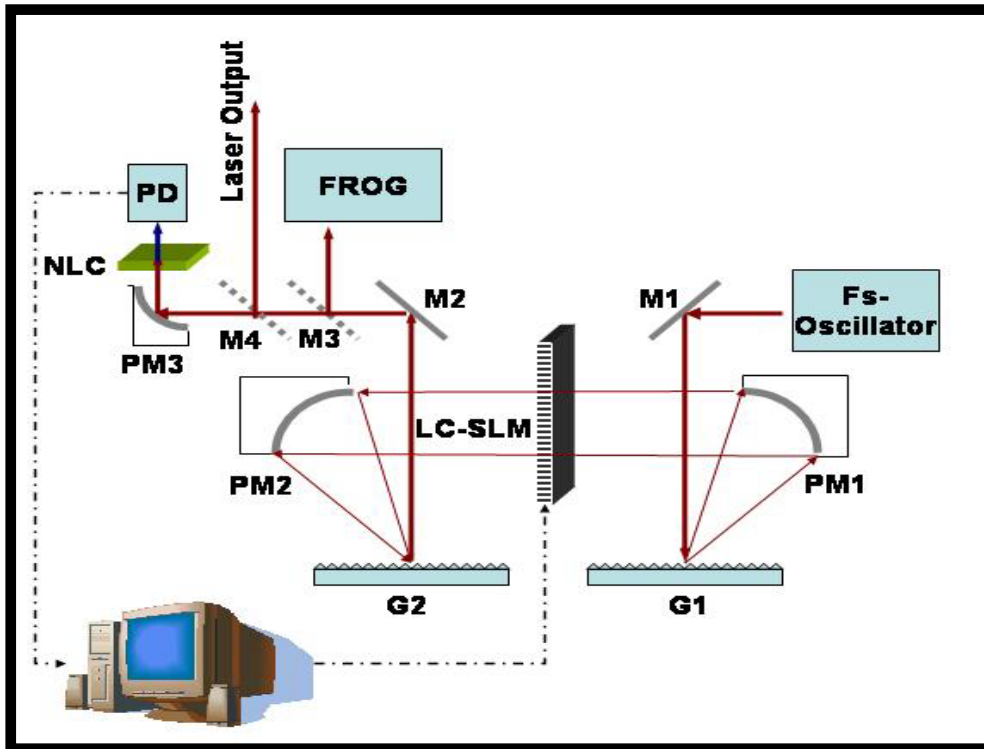 Laser Output
PD
FROG
NLC
M2
M1
Fs-
Oscillator
M4
M3
PM3
LC-SLM
PM2
PM1
G2
G1